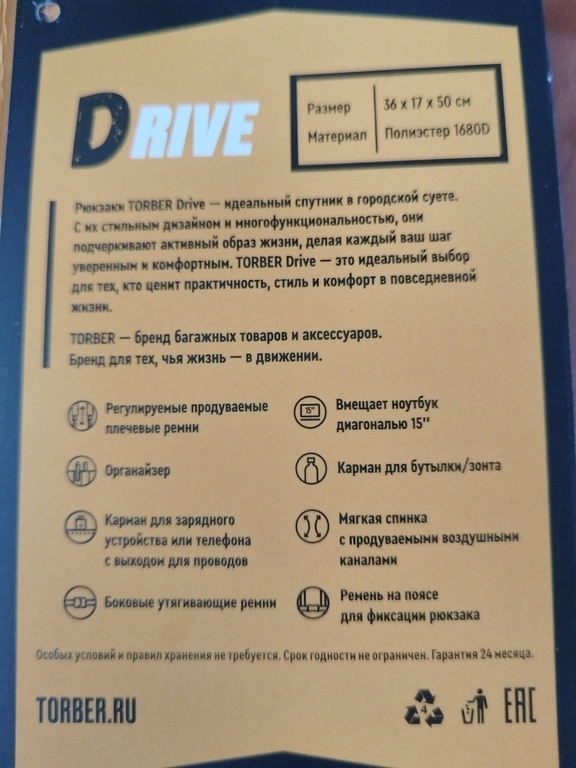 DRIVE
Размер 36 x 17 x 50 см
Материал Полиэстер 1680D
Рюкзаки TORBER Drive — идеальный спутник в городской суете.
С их стильным дизайном и многофункциональностью, они
подчеркивают активный образ жизни, делая каждый ваш шаг
уверенным и комфортным. TORBER Drive — это идеальный выбор
для тех, кто ценит практичность, стиль и комфорт в повседневной
жизни.
TORBER — бренд багажных товаров и аксессуаров.
Бренд для тех, чья жизнь — в движении.
Регулируемые продуваемые
плечевые ремни
15"
Вмещает ноутбук
диагональю 15''
Органайзер
Карман для бутылки/зонта
Карман для зарядного
устройства или телефона
с выходом для проводов
Мягкая спинка
с продуваемыми воздушными
каналами
Боковые утягивающие ремни
Ремень на поясе
для фиксации рюкзака
Особых условий и правил хранения не требуется. Срок годности не ограничен. Гарантия 24 месяца.
TORBER.RU
4
EAC